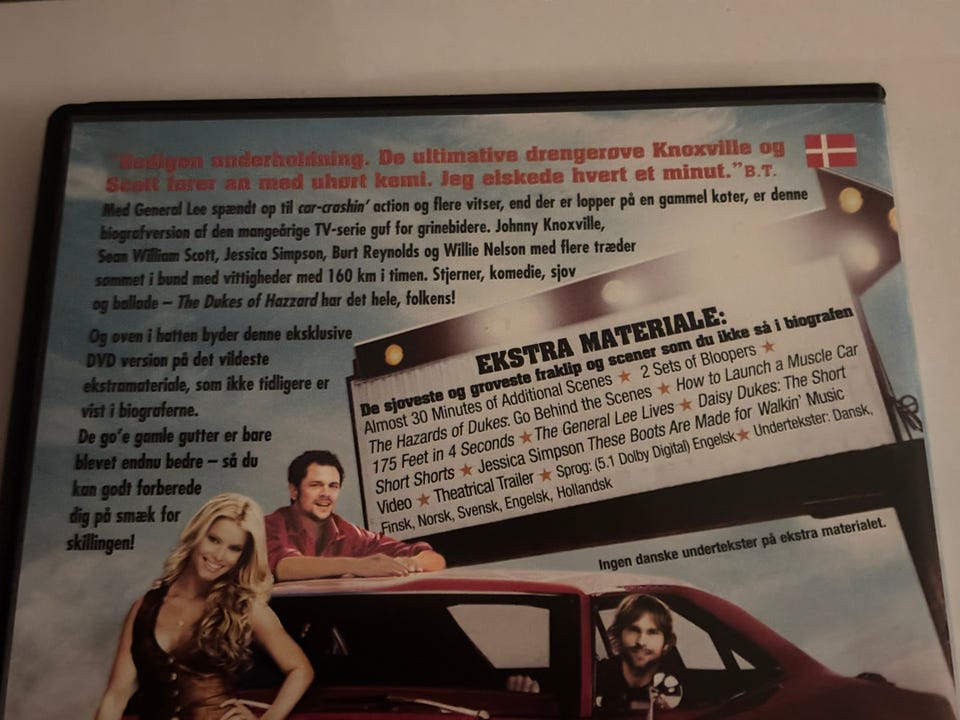 "Gedigen underholdning. De ultimative drengerøve Knoxville og
Scott fører an med uhørt kemi. Jeg elskede hvert et minut." B.T.
Med General Lee spændt op til car-crashin' action og flere vitser, end der er lopper på en gammel køter, er denne
biografversion af den mangeårige TV-serie guf for grinebidere. Johnny Knoxville,
Sean William Scott, Jessica Simpson, Burt Reynolds og Willie Nelson med flere træder
sømmet i bund med vittigheder med 160 km i timen. Stjerner, komedie, sjov
og ballade – The Dukes of Hazzard har det hele, folkens!
Og oven i hatten byder denne eksklusive
DVD version på det vildeste
ekstramateriale, som ikke tidligere er
vist i biograferne.
De go'e gamle gutter er bare
blevet endnu bedre – så du
kan godt forberede
dig på smæk for
skillingen!
EKSTRA MATERIALE:
De sjoveste og groveste fraklip og scener som du ikke så i biografen
Almost 30 Minutes of Additional Scenes ★ 2 Sets of Bloopers ★
The Hazards of Dukes: Go Behind the Scenes ★ How to Launch a Muscle Car
175 Feet in 4 Seconds ★ The General Lee Lives ★ Daisy Dukes: The Short
Short Shorts ★ Jessica Simpson These Boots Are Made for Walkin' Music
Video ★ Theatrical Trailer ★ Sprog: (5.1 Dolby Digital) Engelsk ★ Undertekster: Dansk,
Finsk, Norsk, Svensk, Engelsk, Hollandsk
Ingen danske undertekster på ekstra materialet.